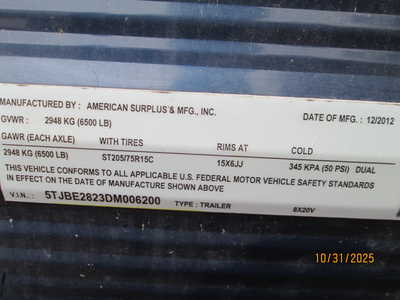 MANUFACTURED BY: AMERICAN SURPLUS & MFG., INC.
GVWR: 2948 KG (6500 LB) DATE OF MFG.: 12/2012
GAWR (EACH AXLE) WITH TIRES RIMS AT COLD
2948 KG (6500 LB) ST205/75R15C 15X6JJ 345 KPA (50 PSI) DUAL
THIS VEHICLE CONFORMS TO ALL APPLICABLE U.S. FEDERAL MOTOR VEHICLE SAFETY STANDARDS
IN EFFECT ON THE DATE OF MANUFACTURE SHOWN ABOVE
V.I.N.: 5TJBE2823DM006200 TYPE: TRAILER 8X20V
10/31/2025